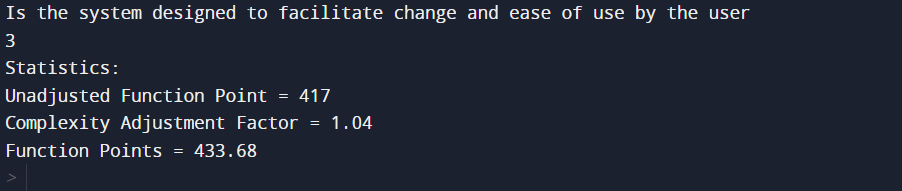 Is the system designed to facilitate change and ease of use by the user
3
Statistics:
Unadjusted Function Point = 417
Complexity Adjustment Factor = 1.04
Function Points = 433.68
>